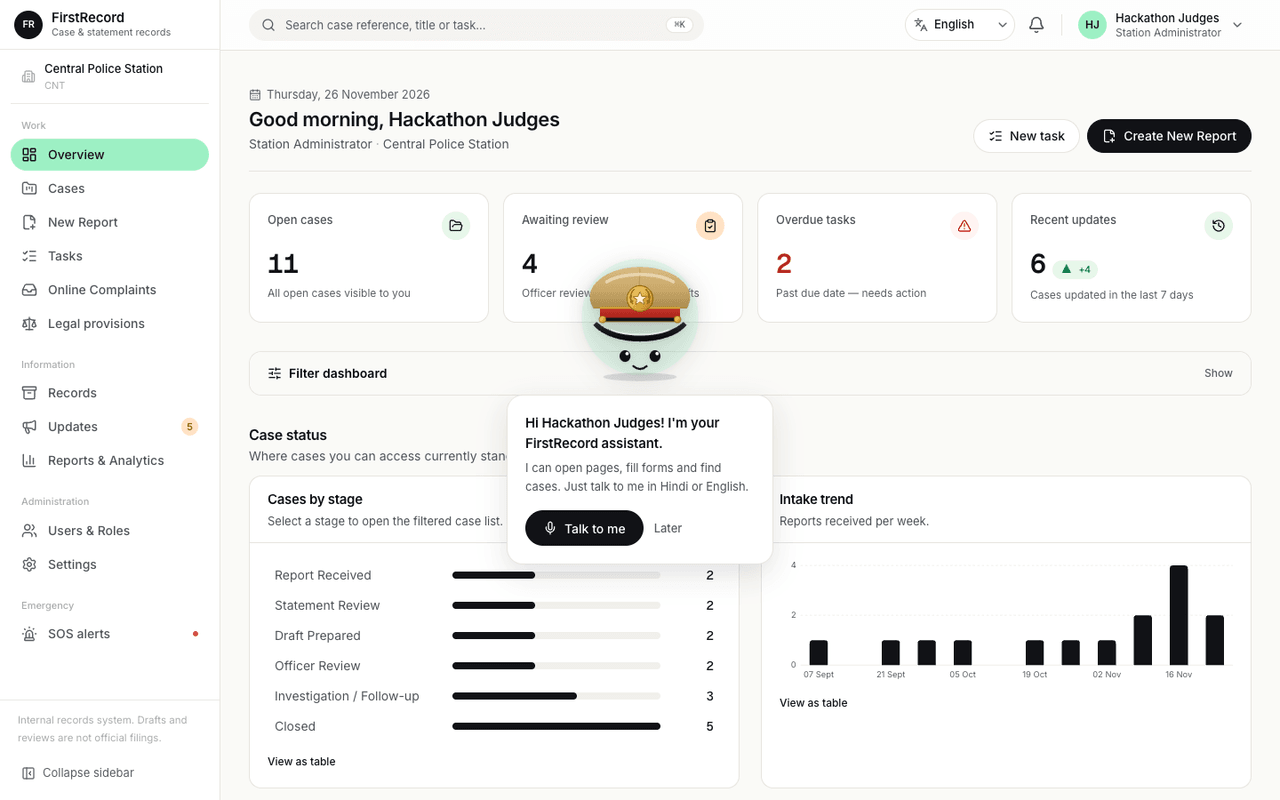 FR
FirstRecord
Case & statement records
Search case reference, title or task...
⌘K
English
HJ
Hackathon Judges
Station Administrator
Central Police Station
CNT
Work
Overview
Cases
New Report
Tasks
Online Complaints
Legal provisions
Information
Records
Updates
5
Reports & Analytics
Administration
Users & Roles
Settings
Emergency
SOS alerts
Internal records system. Drafts and
reviews are not official filings.
Collapse sidebar
Thursday, 26 November 2026
Good morning, Hackathon Judges
Station Administrator · Central Police Station
New task
Create New Report
Open cases
11
All open cases visible to you
Awaiting review
4
Officer review
Overdue tasks
2
Past due date — needs action
Recent updates
6
+4
Cases updated in the last 7 days
Filter dashboard
Show
Hi Hackathon Judges! I'm your
FirstRecord assistant.
I can open pages, fill forms and find
cases. Just talk to me in Hindi or English.
Talk to me
Later
Case status
Where cases you can access currently
Cases by stage
Select a stage to open the filtered case list.
Report Received 2
Statement Review 2
Draft Prepared 2
Officer Review 2
Investigation / Follow-up 3
Closed 5
View as table
Intake trend
Reports received per week.
4
2
0
07 Sept 21 Sept 05 Oct 19 Oct 02 Nov 16 Nov
View as table